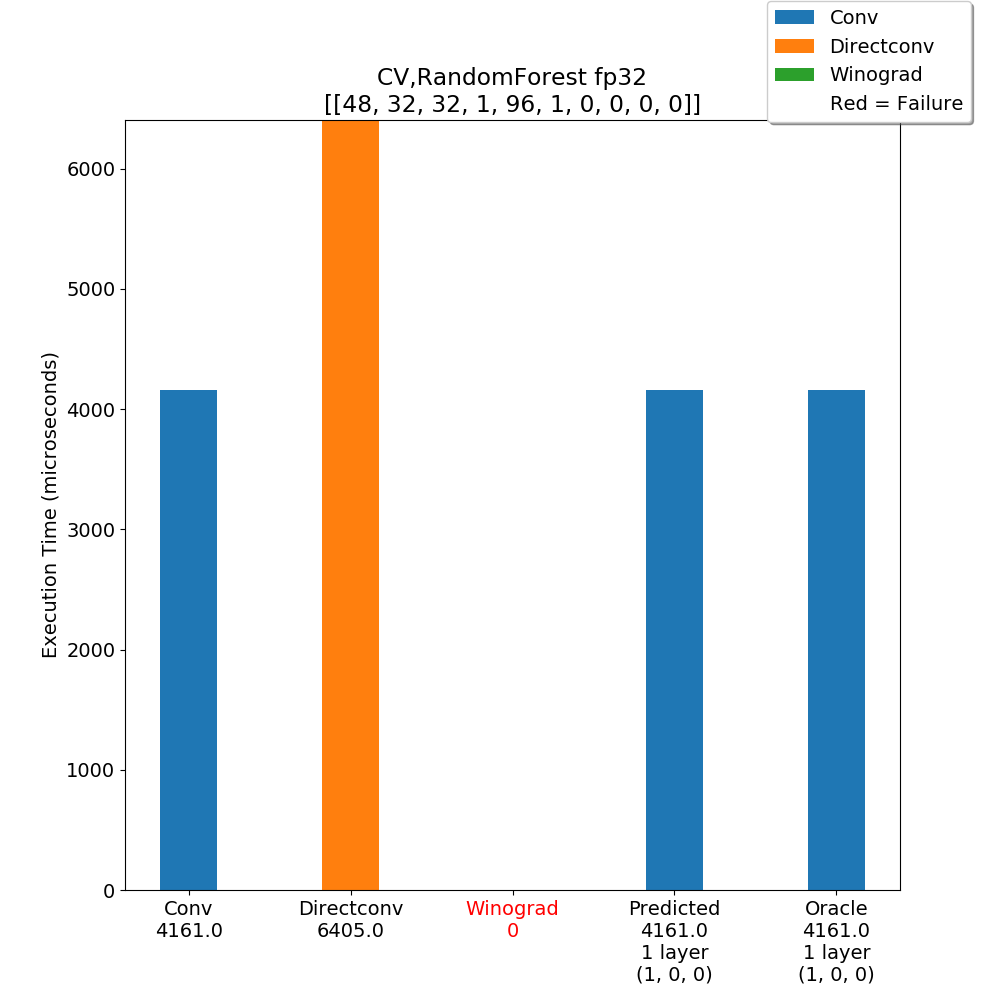 Conv
Directconv
Winograd
Red = Failure
CV,RandomForest fp32
[[48, 32, 32, 1, 96, 1, 0, 0, 0, 0]]
Execution Time (microseconds)
6000
5000
4000
3000
2000
1000
0
Conv
4161.0
Directconv
6405.0
Winograd
0
Predicted
4161.0
1 layer
(1, 0, 0)
Oracle
4161.0
1 layer
(1, 0, 0)